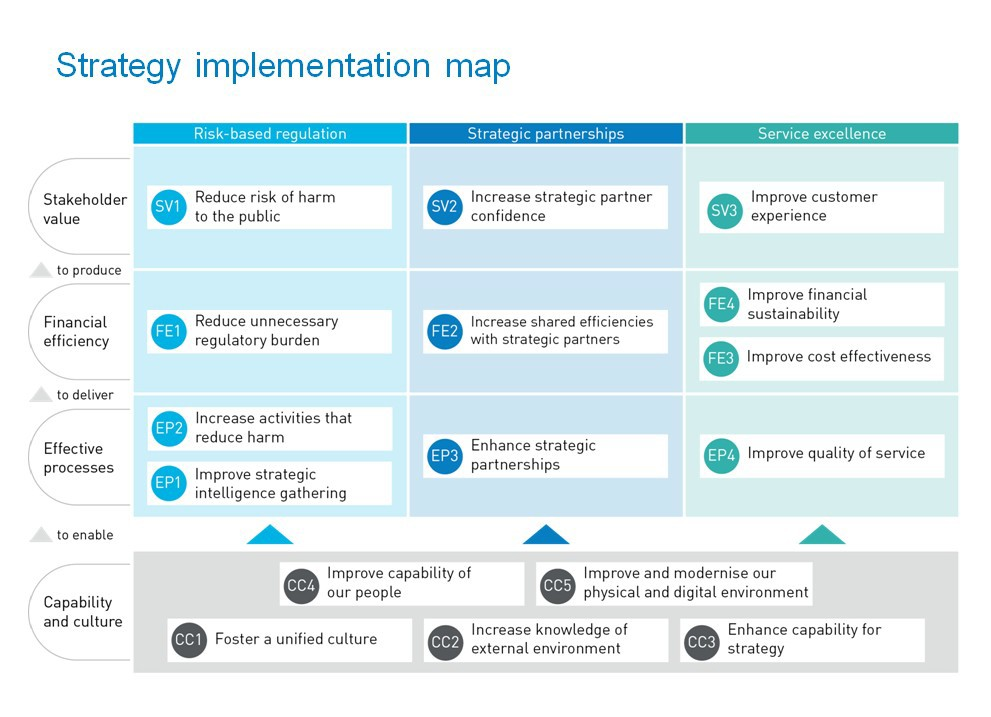 Strategy implementation map
Risk-based regulation
Strategic partnerships
Service excellence
Stakeholder
value
SV1
Reduce risk of harm
to the public
SV2
Increase strategic partner
confidence
SV3
Improve customer
experience
to produce
Financial
efficiency
FE1
Reduce unnecessary
regulatory burden
FE2
Increase shared efficiencies
with strategic partners
FE4
Improve financial
sustainability
FE3
Improve cost effectiveness
to deliver
Effective
processes
EP2
Increase activities that
reduce harm
EP1
Improve strategic
intelligence gathering
EP3
Enhance strategic
partnerships
EP4
Improve quality of service
to enable
Capability
and culture
CC4
Improve capability of
our people
CC5
Improve and modernise our
physical and digital environment
CC1
Foster a unified culture
CC2
Increase knowledge of
external environment
CC3
Enhance capability for
strategy